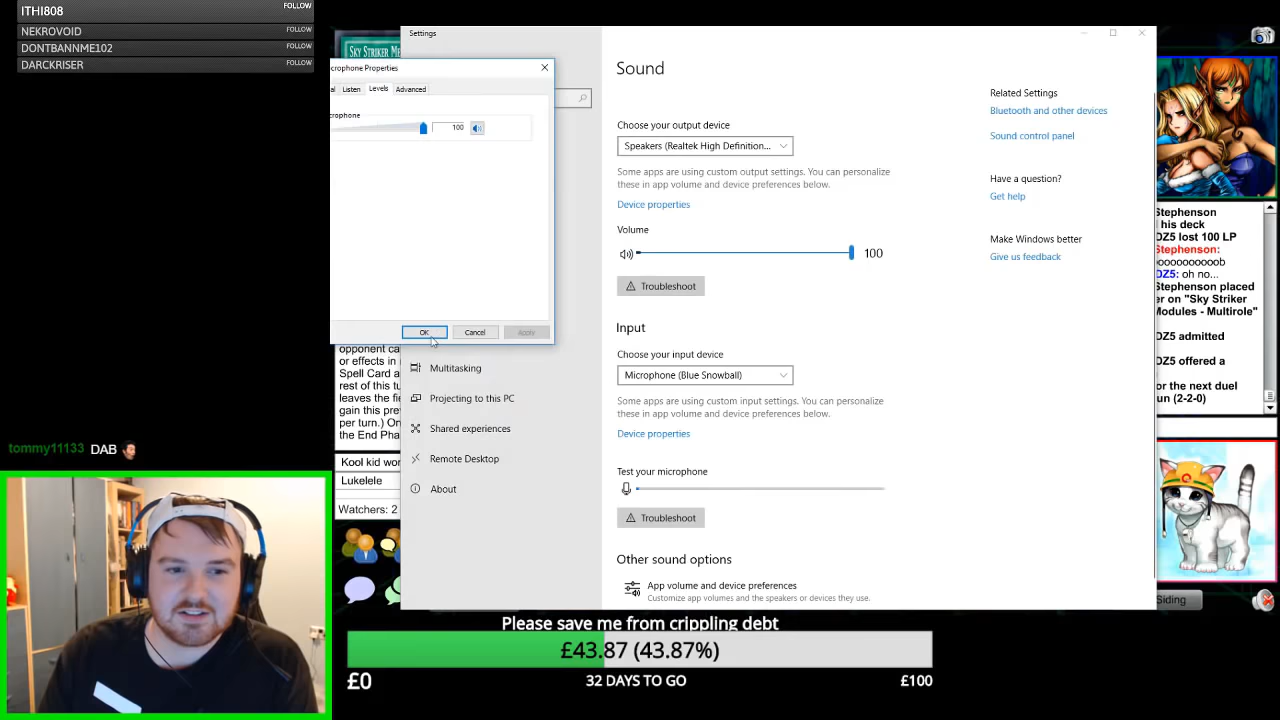 ITHI808
FOLLOW
NEKROVOID
FOLLOW
DONTBANNME102
FOLLOW
DARCKRISER
FOLLOW
SKY STRIKER ME
Settings
crophone Properties
al
Listen
Levels
Advanced
rophone
100
OK
Cancel
Apply
Multitasking
Projecting to this PC
Shared experiences
Remote Desktop
About
Sound
Choose your output device
Speakers (Realtek High Definition...
Some apps are using custom output settings. You can personalize
these in app volume and device preferences below.
Device properties
Volume
100
Troubleshoot
Input
Choose your input device
Microphone (Blue Snowball)
Some apps are using custom input settings. You can personalize
these in app volume and device preferences below.
Device properties
Test your microphone
Troubleshoot
Other sound options
App volume and device preferences
Customize app volumes and the speakers or devices they use.
Related Settings
Bluetooth and other devices
Sound control panel
Have a question?
Get help
Make Windows better
Give us feedback
Stephenson
his deck
DZ5 lost 100 LP
Stephenson:
oooooooooob
DZ5: oh no...
Stephenson placed
er on "Sky Striker
Modules - Multirole"
DZ5 admitted
DZ5 offered a
or the next duel
un (2-2-0)
Siding
opponent ca
or effects in
Spell Card a
rest of this tu
leaves the fie
gain this prev
per turn.) On
the End Pha
Kool kid wor
Lukelele
Watchers: 2
tommy11133 DAB
Please save me from crippling debt
£43.87 (43.87%)
£0
32 DAYS TO GO
£100